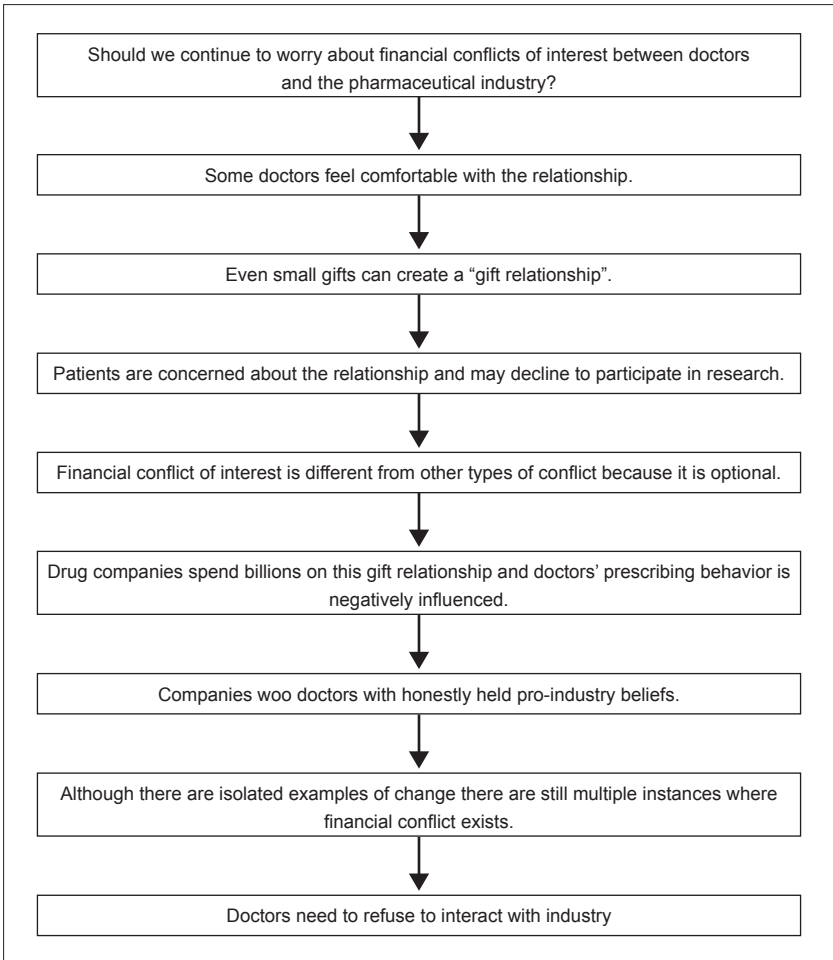 Should we continue to worry about financial conflicts of interest between doctors
and the pharmaceutical industry?
Some doctors feel comfortable with the relationship.
Even small gifts can create a “gift relationship”.
Patients are concerned about the relationship and may decline to participate in research.
Financial conflict of interest is different from other types of conflict because it is optional.
Drug companies spend billions on this gift relationship and doctors’ prescribing behavior is
negatively influenced.
Companies woo doctors with honestly held pro-industry beliefs.
Although there are isolated examples of change there are still multiple instances where
financial conflict exists.
Doctors need to refuse to interact with industry